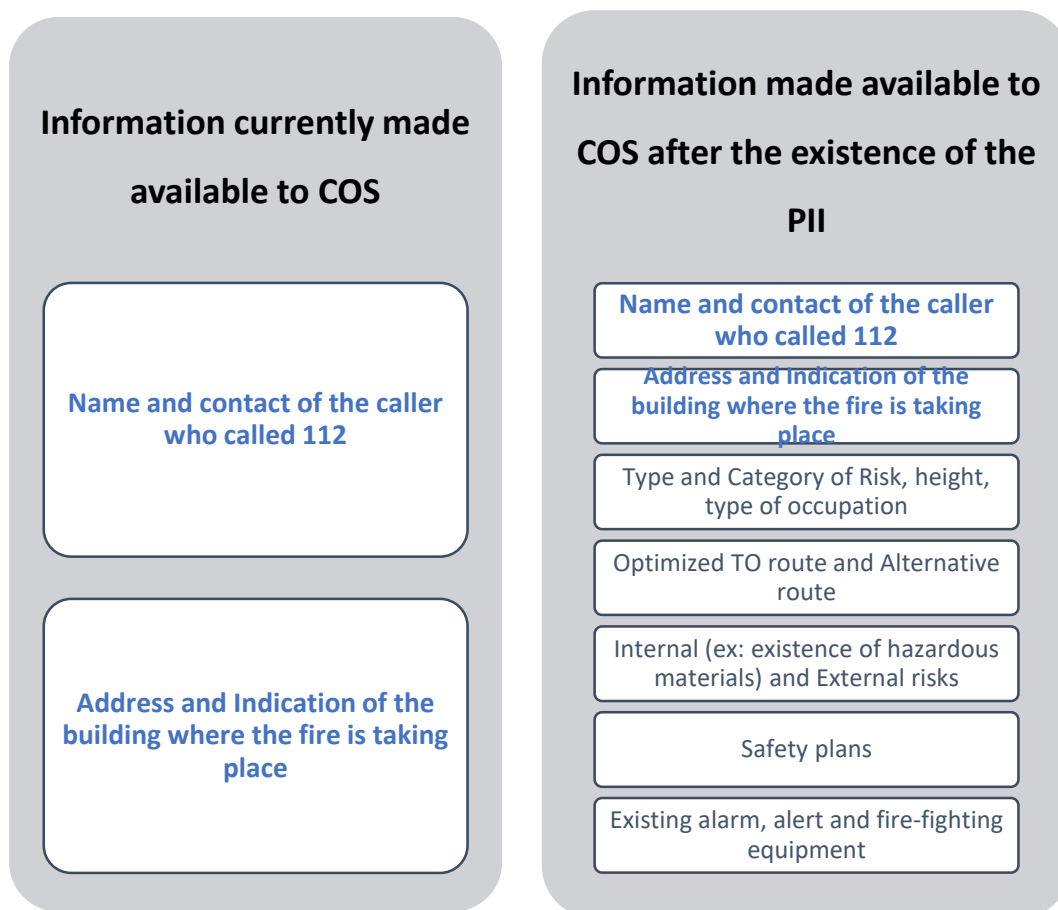 Information currently made
available to COS
Name and contact of the caller
who called 112
Address and Indication of the
building where the fire is taking
place
Information made available to
COS after the existence of the
PII
Name and contact of the caller
who called 112
Address and Indication of the
building where the fire is taking
place
Type and Category of Risk, height,
type of occupation
Optimized TO route and Alternative
route
Internal (ex: existence of hazardous
materials) and External risks
Safety plans
Existing alarm, alert and fire-fighting
equipment